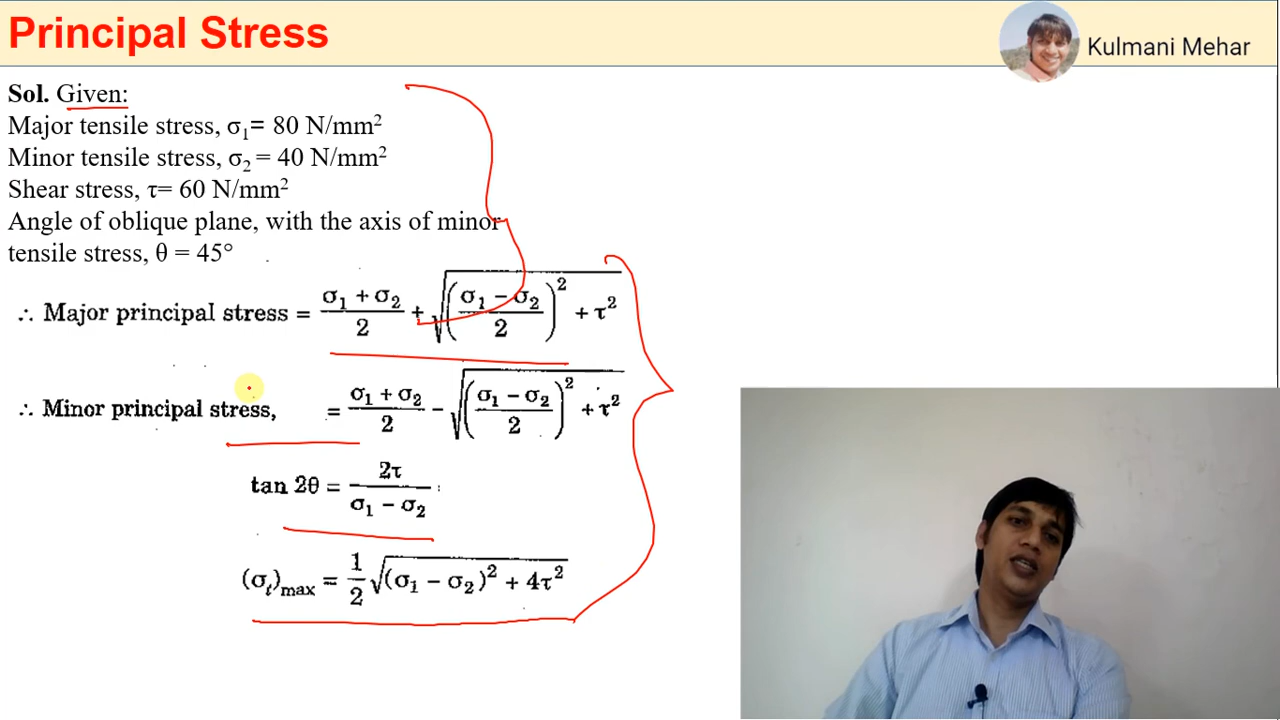 Principal Stress
Kulmani Mehar
Sol. Given:
Major tensile stress, σ₁= 80 N/mm²
Minor tensile stress, σ₂ = 40 N/mm²
Shear stress, τ= 60 N/mm²
Angle of oblique plane, with the axis of minor
tensile stress, θ = 45°
∴ Major principal stress = (σ₁ + σ₂)/2 + √(((σ₁ − σ₂)/2)² + τ²)
∴ Minor principal stress, = (σ₁ + σ₂)/2 − √(((σ₁ − σ₂)/2)² + τ²)
tan 2θ = 2τ/(σ₁ − σ₂)
(σₜ)max = 1/2 √((σ₁ − σ₂)² + 4τ²)